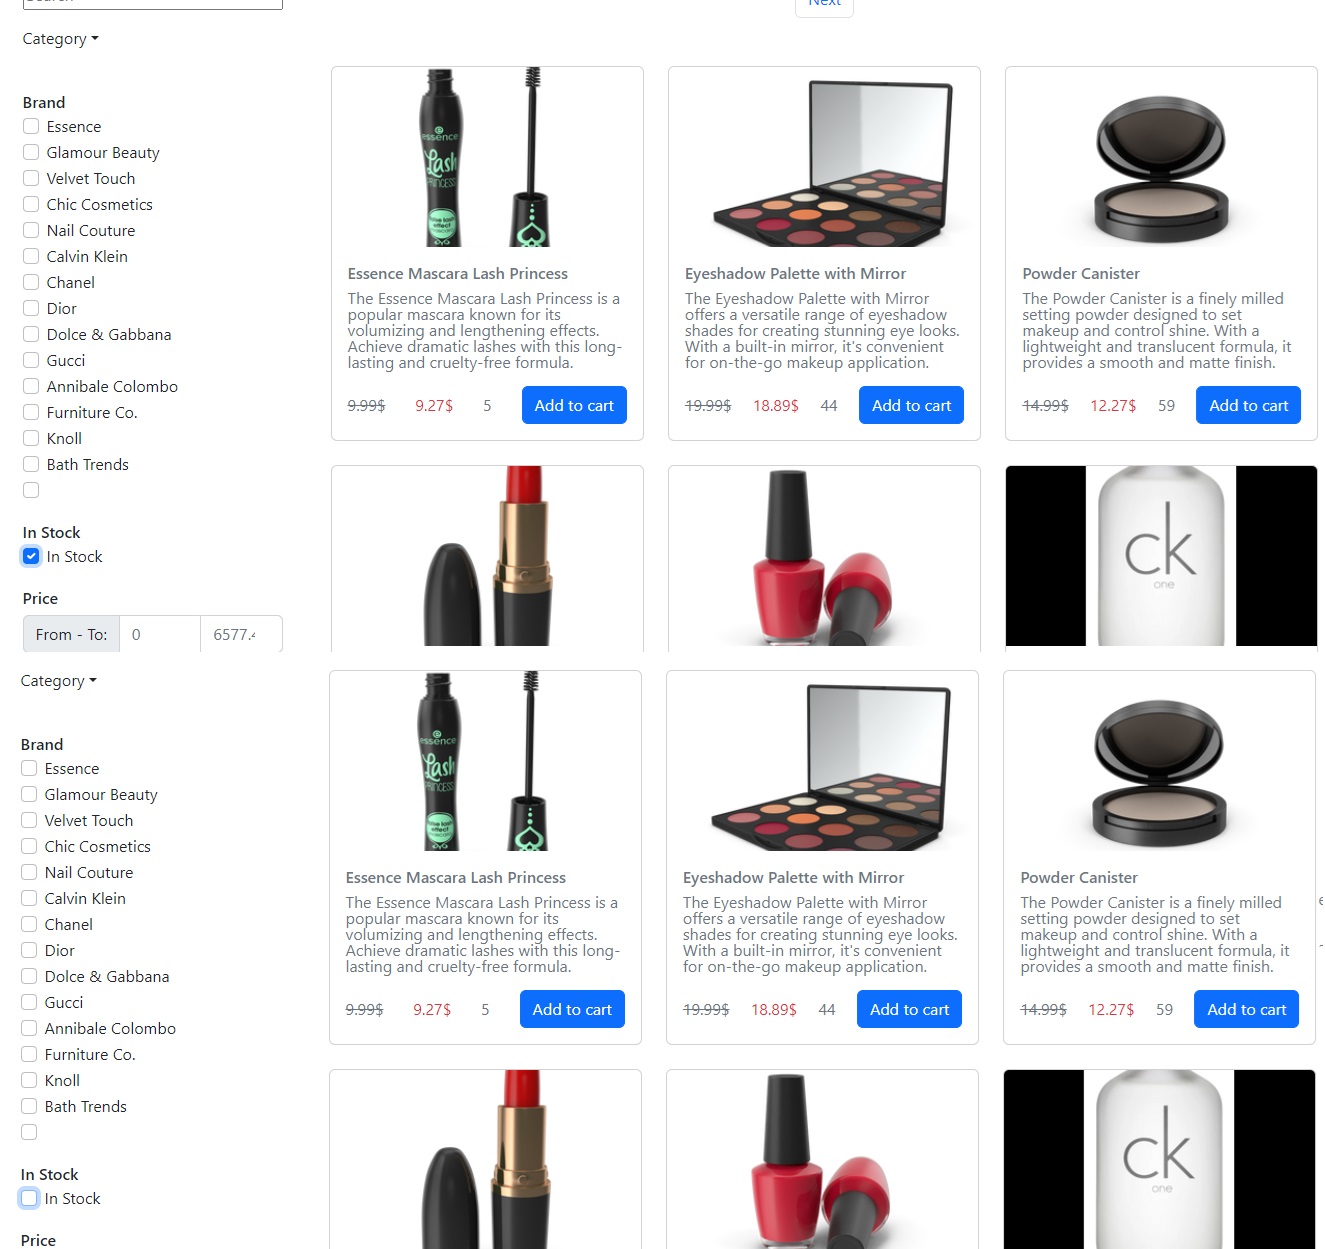 Search
Next
Category
Brand
Essence
Glamour Beauty
Velvet Touch
Chic Cosmetics
Nail Couture
Calvin Klein
Chanel
Dior
Dolce & Gabbana
Gucci
Annibale Colombo
Furniture Co.
Knoll
Bath Trends
In Stock
In Stock
Price
From - To: 0
essence
Lash
PRINCESS
false lash
effect
Essence Mascara Lash Princess
The Essence Mascara Lash Princess is a
popular mascara known for its
volumizing and lengthening effects.
Achieve dramatic lashes with this long-
lasting and cruelty-free formula.
9.99$ 9.27$ 5 Add to cart
Eyeshadow Palette with Mirror
The Eyeshadow Palette with Mirror
offers a versatile range of eyeshadow
shades for creating stunning eye looks.
With a built-in mirror, it's convenient
for on-the-go makeup application.
19.99$ 18.89$ 44 Add to cart
Powder Canister
The Powder Canister is a finely milled
setting powder designed to set
makeup and control shine. With a
lightweight and translucent formula, it
provides a smooth and matte finish.
14.99$ 12.27$ 59 Add to cart
ck
one
Category
Brand
Essence
Glamour Beauty
Velvet Touch
Chic Cosmetics
Nail Couture
Calvin Klein
Chanel
Dior
Dolce & Gabbana
Gucci
Annibale Colombo
Furniture Co.
Knoll
Bath Trends
In Stock
In Stock
Price
essence
Lash
PRINCESS
false lash
effect
Essence Mascara Lash Princess
The Essence Mascara Lash Princess is a
popular mascara known for its
volumizing and lengthening effects.
Achieve dramatic lashes with this long-
lasting and cruelty-free formula.
9.99$ 9.27$ 5 Add to cart
Eyeshadow Palette with Mirror
The Eyeshadow Palette with Mirror
offers a versatile range of eyeshadow
shades for creating stunning eye looks.
With a built-in mirror, it's convenient
for on-the-go makeup application.
19.99$ 18.89$ 44 Add to cart
Powder Canister
The Powder Canister is a finely milled
setting powder designed to set
makeup and control shine. With a
lightweight and translucent formula, it
provides a smooth and matte finish.
14.99$ 12.27$ 59 Add to cart
ck
one